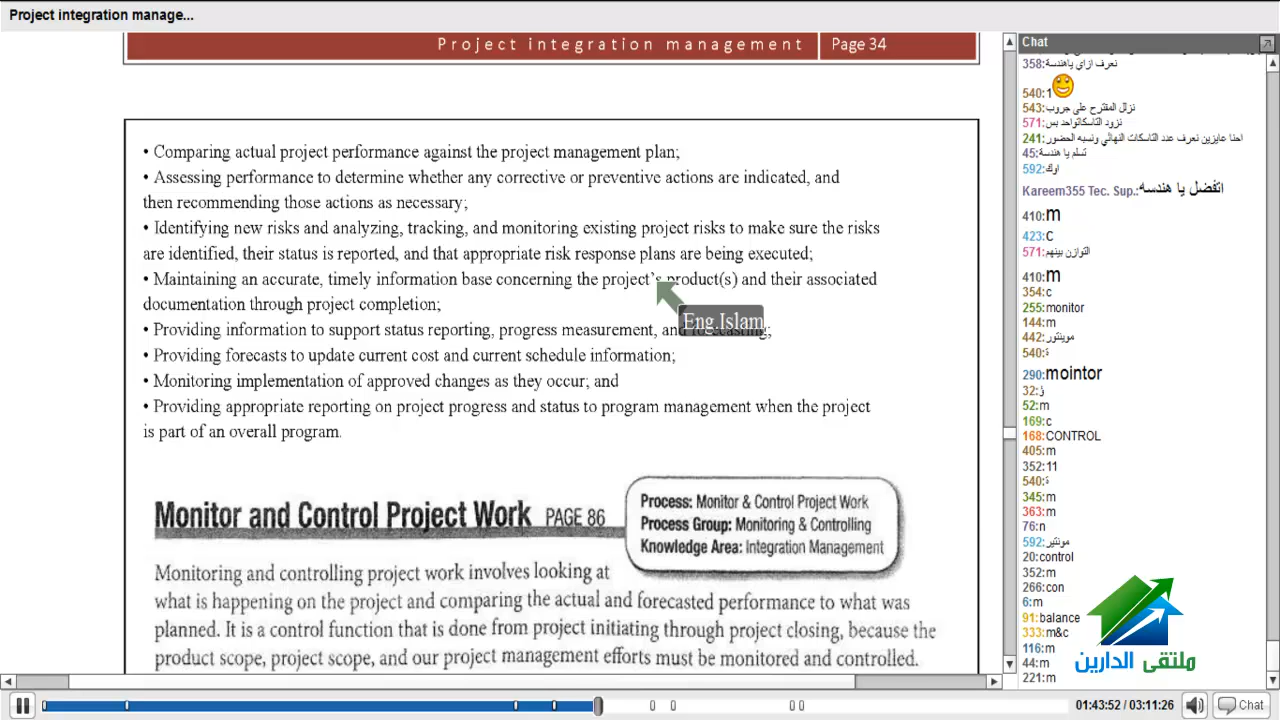 Project integration manage...
Project integration management Page 34
• Comparing actual project performance against the project management plan;
• Assessing performance to determine whether any corrective or preventive actions are indicated, and
then recommending those actions as necessary;
• Identifying new risks and analyzing, tracking, and monitoring existing project risks to make sure the risks
are identified, their status is reported, and that appropriate risk response plans are being executed;
• Maintaining an accurate, timely information base concerning the project's product(s) and their associated
documentation through project completion;
Eng.Islam
• Providing information to support status reporting, progress measurement, and forecasting;
• Providing forecasts to update current cost and current schedule information;
• Monitoring implementation of approved changes as they occur; and
• Providing appropriate reporting on project progress and status to program management when the project
is part of an overall program.
Monitor and Control Project Work PAGE 86
Process: Monitor & Control Project Work
Process Group: Monitoring & Controlling
Knowledge Area: Integration Management
Monitoring and controlling project work involves looking at
what is happening on the project and comparing the actual and forecasted performance to what was
planned. It is a control function that is done from project initiating through project closing, because the
product scope, project scope, and our project management efforts must be monitored and controlled.
Chat
358: نعرف ازاي ياهندسة
540: 1
543: نزال المقترح على جروب
571: نزود التاسكاتواحد بس
241: احنا عايزين نعرف عدد التاسكات النهائي ونسبه الحضور
45: تسلم يا هندسة
592: اوك
Kareem355 Tec. Sup.: اتفضل يا هندسه
410: m
423: C
571: التوازن بينهم
410: m
354: c
255: monitor
144: m
442: موينتور
540: ة
290: mointor
32: ؤ
52: m
169: c
168: CONTROL
405: m
352: 11
540: ة
345: m
363: m
76: n
592: مونتير
20: control
352: m
266: con
6: m
91: balance
333: m&c
116: m
44: m
221: m
ملتقى الدارين
01:43:52 / 03:11:26
Chat